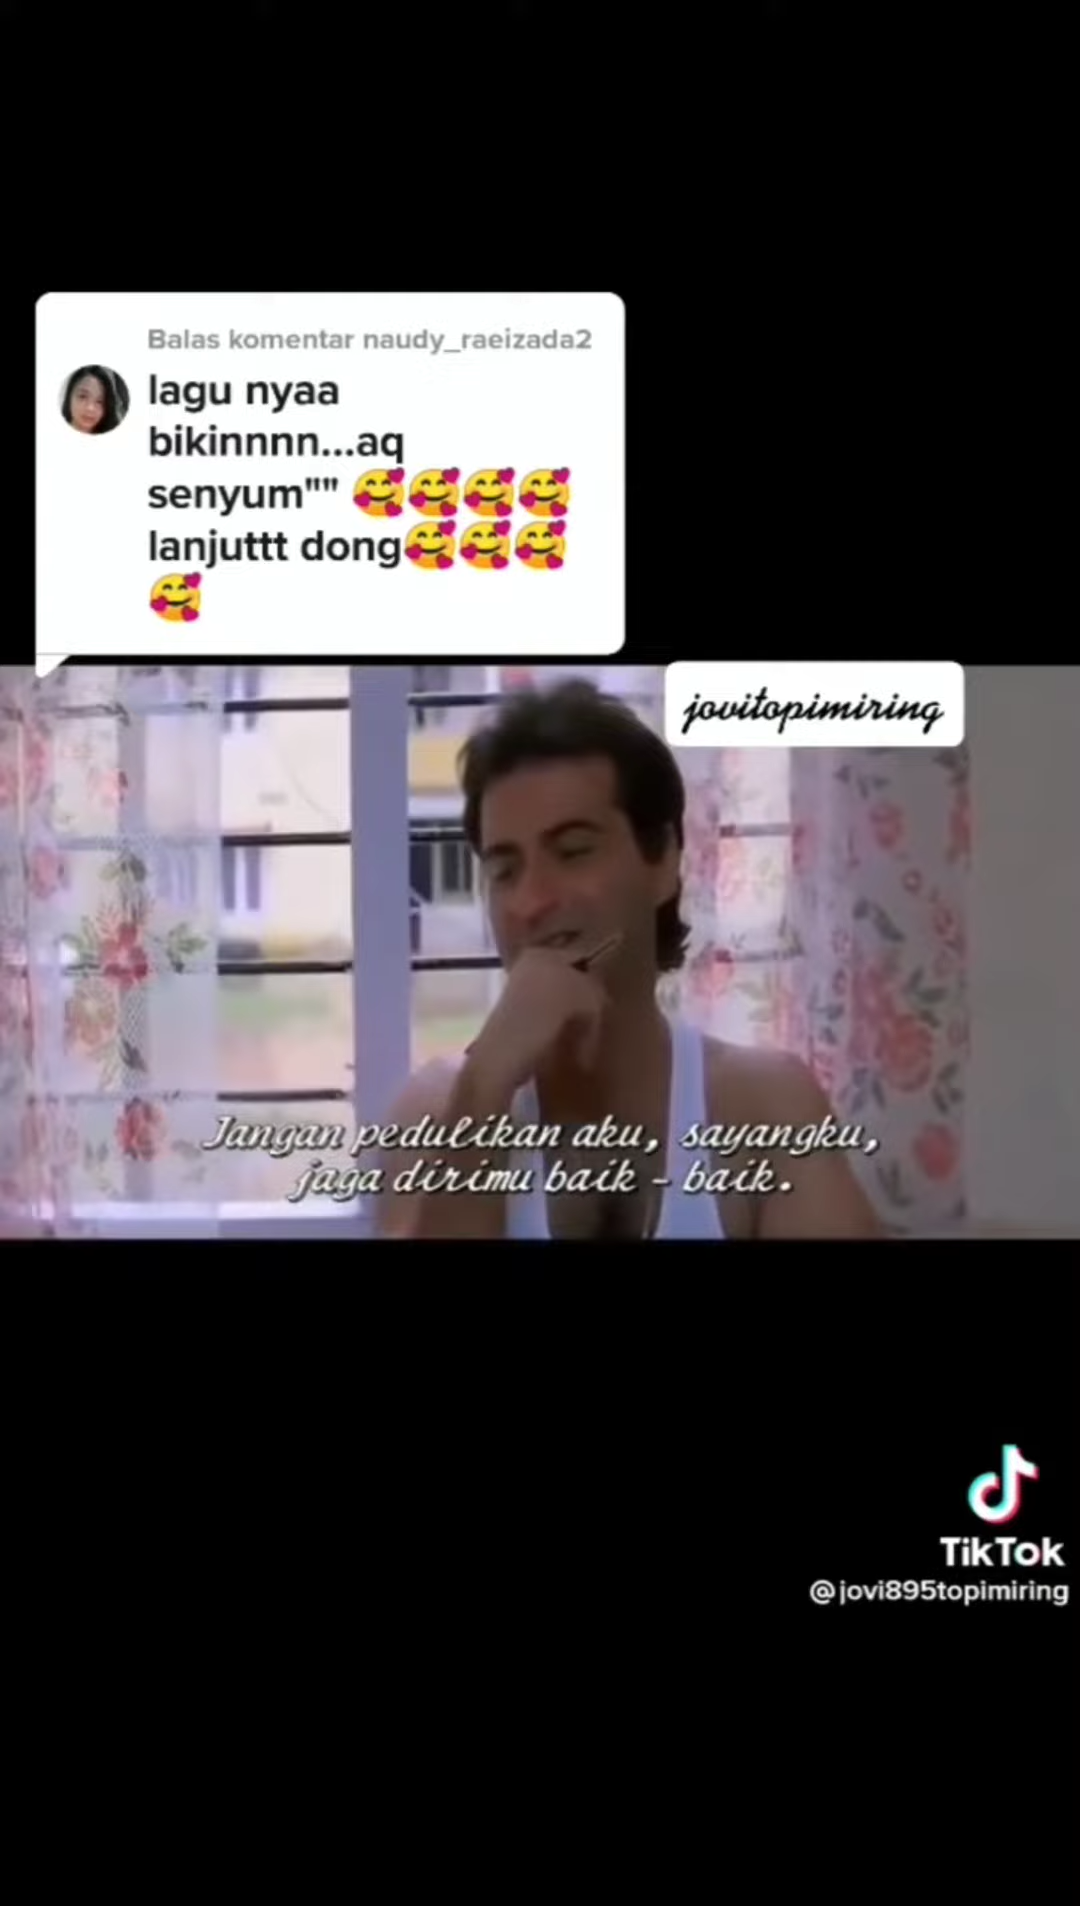 Balas komentar naudy_raeizada2
lagu nyaa
bikinnnn...aq
senyum"" 🥰🥰🥰🥰
lanjuttt dong🥰🥰🥰
🥰
jovitopimiring
Jangan pedulikan aku, sayangku,
jaga dirimu baik - baik.
TikTok
@jovi895topimiring